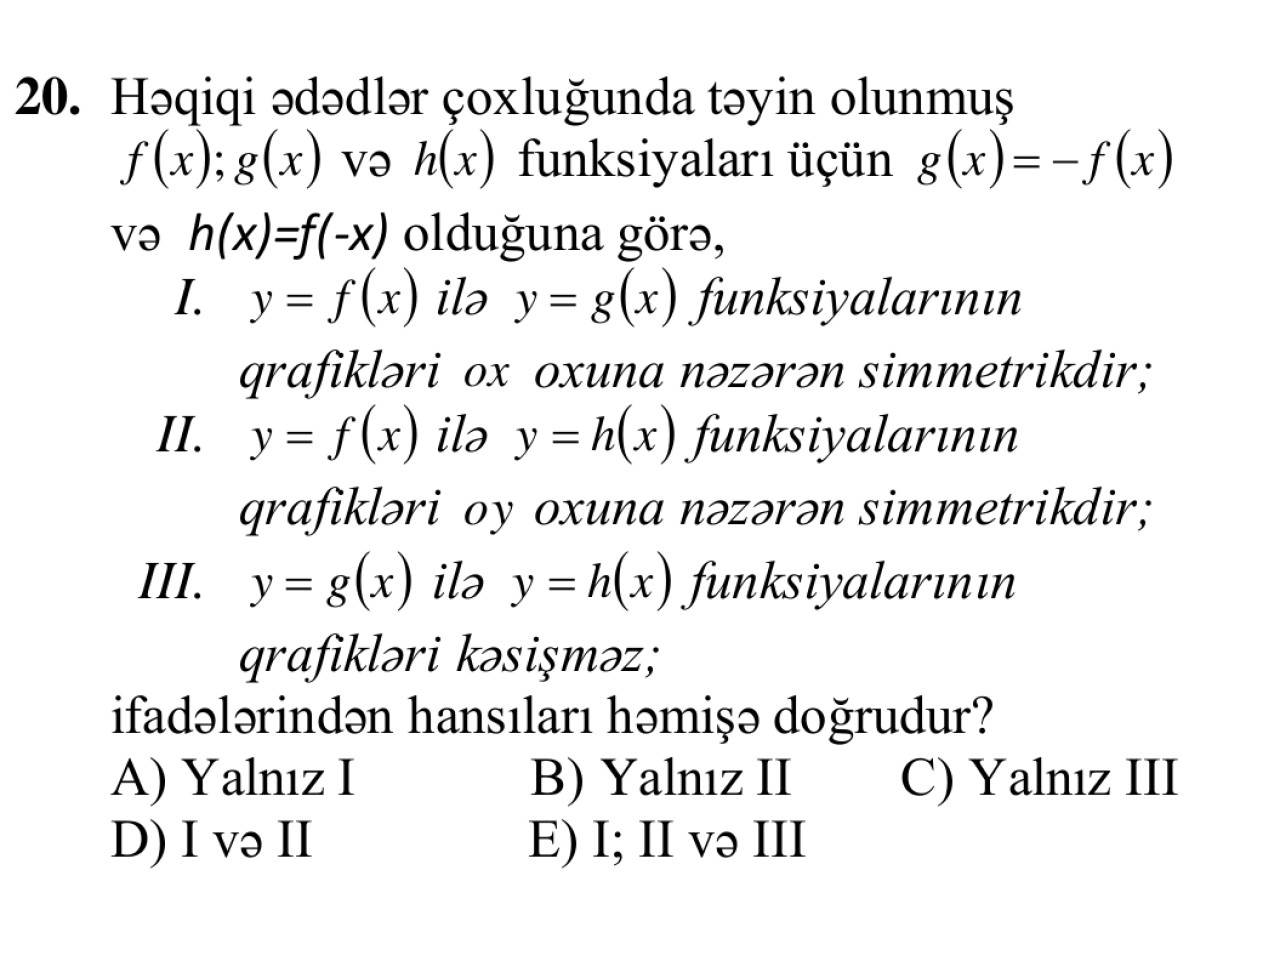 20. Həqiqi ədədlər çoxluğunda təyin olunmuş
f(x); g(x) və h(x) funksiyaları üçün g(x) = −f(x)
və h(x)=f(-x) olduğuna görə,
I. y = f(x) ilə y = g(x) funksiyalarının
qrafikləri ox oxuna nəzərən simmetrikdir;
II. y = f(x) ilə y = h(x) funksiyalarının
qrafikləri oy oxuna nəzərən simmetrikdir;
III. y = g(x) ilə y = h(x) funksiyalarının
qrafikləri kəsişməz;
ifadələrindən hansıları həmişə doğrudur?
A) Yalnız I B) Yalnız II C) Yalnız III
D) I və II E) I; II və III